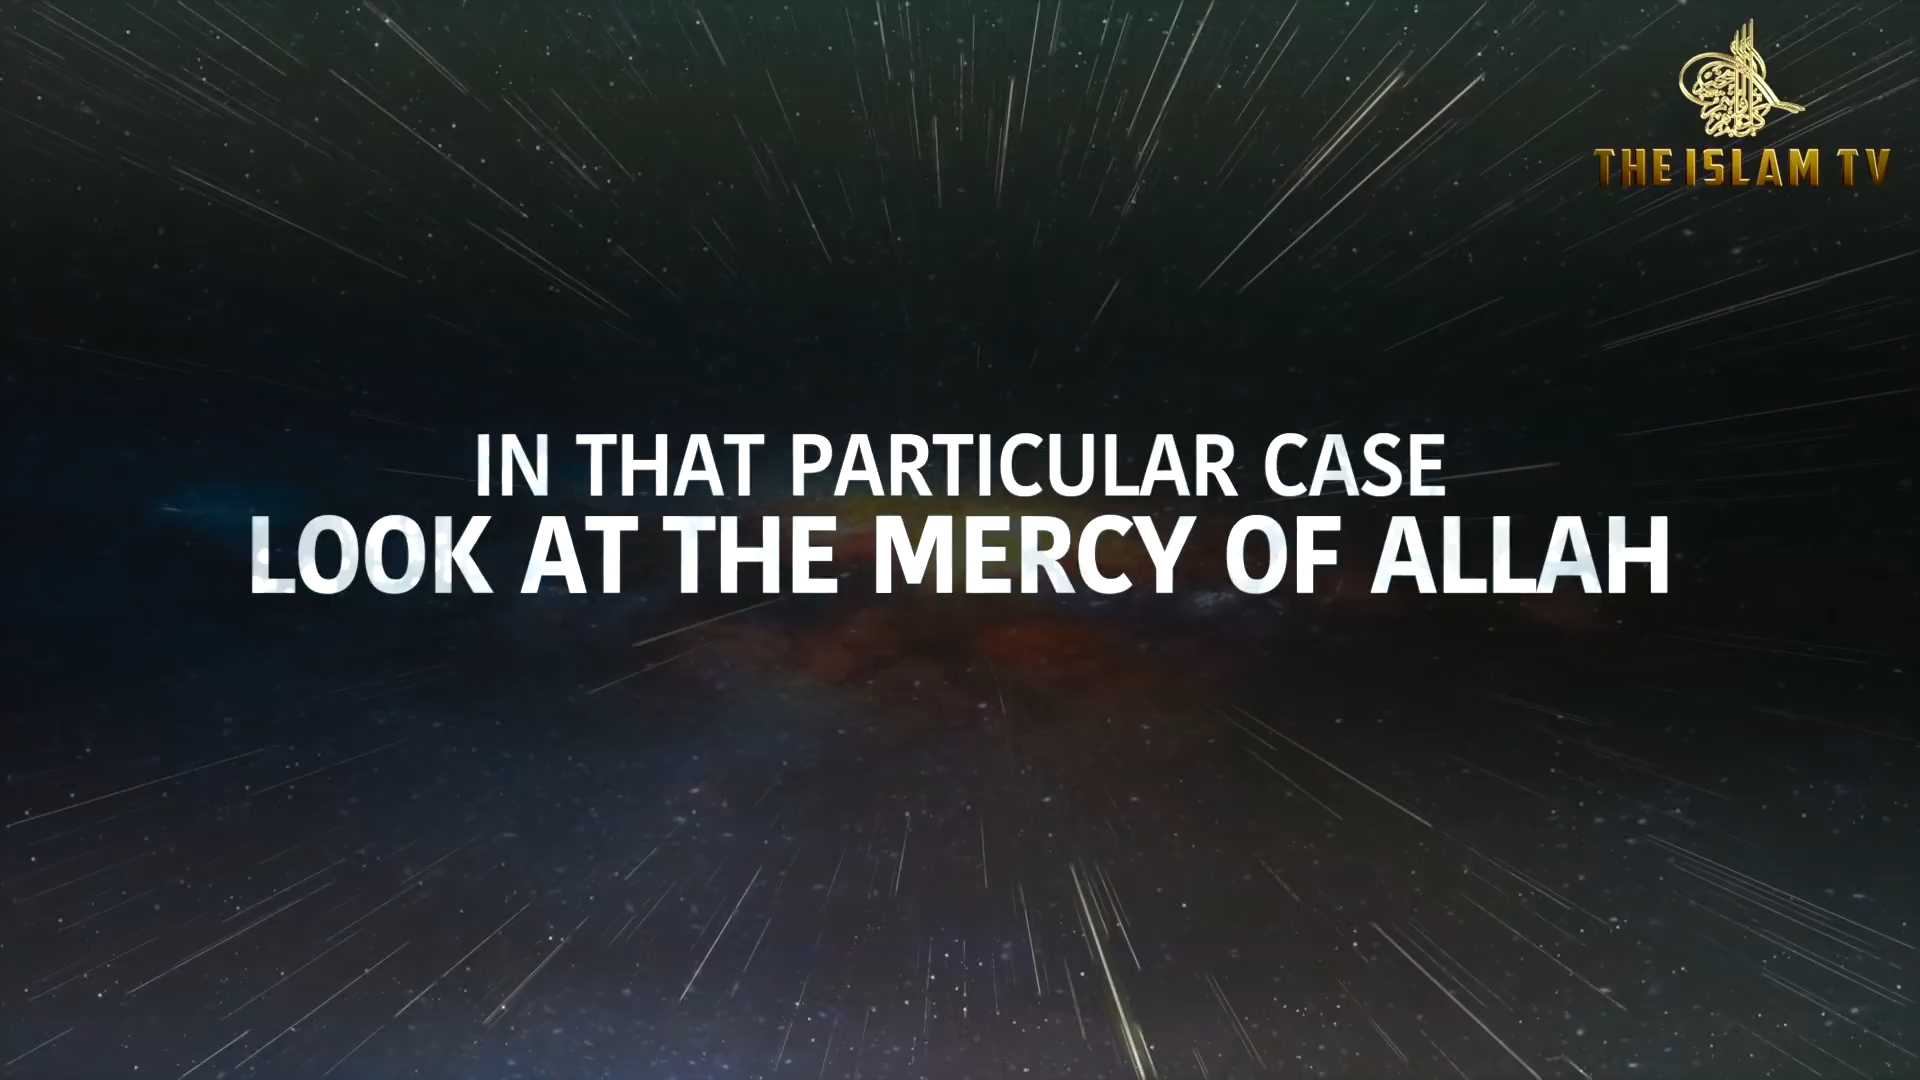 THE ISLAM TV
IN THAT PARTICULAR CASE
LOOK AT THE MERCY OF ALLAH